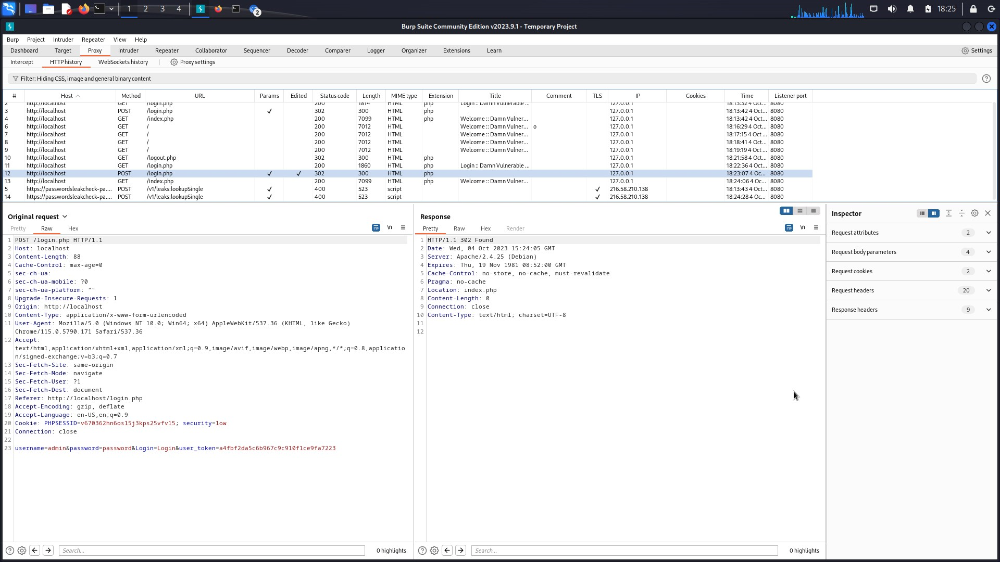 1 2 3 4 2 18:25
Burp Suite Community Edition v2023.9.1 - Temporary Project
Burp Project Intruder Repeater View Help
Dashboard Target Proxy Intruder Repeater Collaborator Sequencer Decoder Comparer Logger Organizer Extensions Learn Settings
Intercept HTTP history WebSockets history Proxy settings
Filter: Hiding CSS, image and general binary content
# Host Method URL Params Edited Status code Length MIME type Extension Title Comment TLS IP Cookies Time Listener port
2 http://localhost GET /login.php 200 1814 HTML php Login :: Damn Vulnerable ... 127.0.0.1 18:13:32 4 Oct... 8080
3 http://localhost POST /login.php ✓ 302 300 HTML php 127.0.0.1 18:13:42 4 Oct... 8080
4 http://localhost GET /index.php 200 7099 HTML php Welcome :: Damn Vulner... 127.0.0.1 18:13:42 4 Oct... 8080
6 http://localhost GET / 200 7012 HTML Welcome :: Damn Vulner... o 127.0.0.1 18:16:29 4 Oct... 8080
7 http://localhost GET / 200 7012 HTML Welcome :: Damn Vulner... 127.0.0.1 18:17:15 4 Oct... 8080
8 http://localhost GET / 200 7012 HTML Welcome :: Damn Vulner... 127.0.0.1 18:18:41 4 Oct... 8080
9 http://localhost GET / 200 7012 HTML Welcome :: Damn Vulner... 127.0.0.1 18:19:19 4 Oct... 8080
10 http://localhost GET /logout.php 302 300 HTML php 127.0.0.1 18:21:58 4 Oct... 8080
11 http://localhost GET /login.php 200 1860 HTML php Login :: Damn Vulnerable ... 127.0.0.1 18:22:36 4 Oct... 8080
12 http://localhost POST /login.php ✓ ✓ 302 300 HTML php 127.0.0.1 18:23:07 4 Oc... 8080
13 http://localhost GET /index.php 200 7099 HTML php Welcome :: Damn Vulner... 127.0.0.1 18:24:06 4 Oc... 8080
5 https://passwordsleakcheck-pa.... POST /v1/leaks:lookupSingle ✓ 400 523 script ✓ 216.58.210.138 18:13:43 4 Oct... 8080
14 https://passwordsleakcheck-pa.... POST /v1/leaks:lookupSingle ✓ 400 523 script ✓ 216.58.210.138 18:24:28 4 Oc... 8080
Original request
Pretty Raw Hex \n
1 POST /login.php HTTP/1.1
2 Host: localhost
3 Content-Length: 88
4 Cache-Control: max-age=0
5 sec-ch-ua:
6 sec-ch-ua-mobile: ?0
7 sec-ch-ua-platform: ""
8 Upgrade-Insecure-Requests: 1
9 Origin: http://localhost
10 Content-Type: application/x-www-form-urlencoded
11 User-Agent: Mozilla/5.0 (Windows NT 10.0; Win64; x64) AppleWebKit/537.36 (KHTML, like Gecko)
Chrome/115.0.5790.171 Safari/537.36
12 Accept:
text/html,application/xhtml+xml,application/xml;q=0.9,image/avif,image/webp,image/apng,*/*;q=0.8,applicatio
n/signed-exchange;v=b3;q=0.7
13 Sec-Fetch-Site: same-origin
14 Sec-Fetch-Mode: navigate
15 Sec-Fetch-User: ?1
16 Sec-Fetch-Dest: document
17 Referer: http://localhost/login.php
18 Accept-Encoding: gzip, deflate
19 Accept-Language: en-US,en;q=0.9
20 Cookie: PHPSESSID=v670362hn6osl5j3kps25vfv15; security=low
21 Connection: close
22
23 username=admin&password=password&Login=Login&user_token=a4fbf2da5c6b967c9c910f1ce9fa7223
Search... 0 highlights
Response
Pretty Raw Hex Render \n
1 HTTP/1.1 302 Found
2 Date: Wed, 04 Oct 2023 15:24:05 GMT
3 Server: Apache/2.4.25 (Debian)
4 Expires: Thu, 19 Nov 1981 08:52:00 GMT
5 Cache-Control: no-store, no-cache, must-revalidate
6 Pragma: no-cache
7 Location: index.php
8 Content-Length: 0
9 Connection: close
10 Content-Type: text/html; charset=UTF-8
11
12
Search... 0 highlights
Inspector
Request attributes 2
Request body parameters 4
Request cookies 2
Request headers 20
Response headers 9